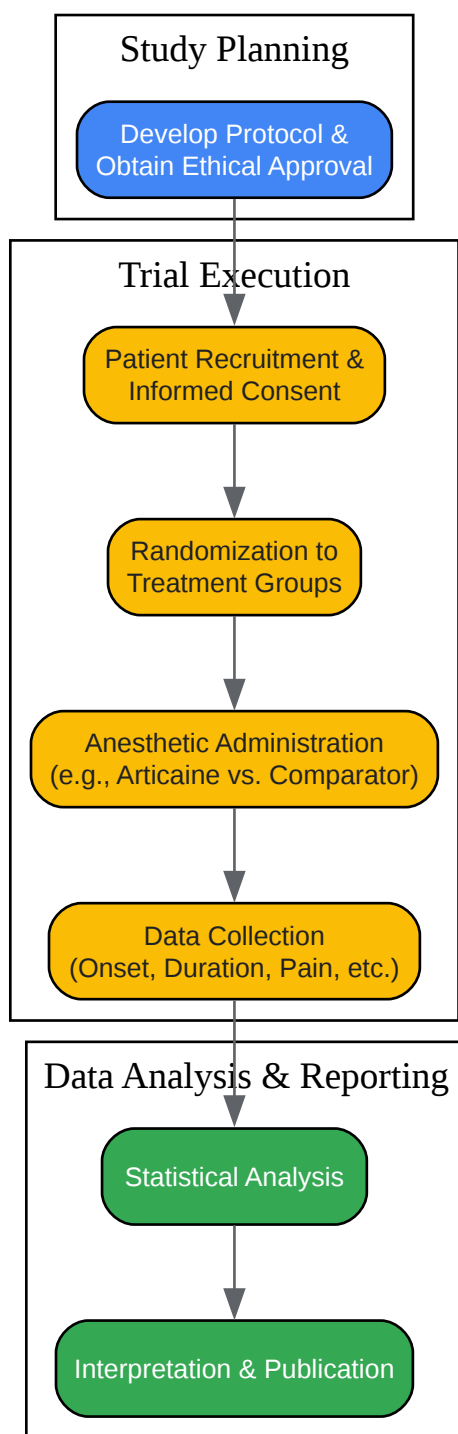 Study Planning
Develop Protocol &
Obtain Ethical Approval
Trial Execution
Patient Recruitment &
Informed Consent
Randomization to
Treatment Groups
Anesthetic Administration
(e.g., Articaine vs. Comparator)
Data Collection
(Onset, Duration, Pain, etc.)
Data Analysis & Reporting
Statistical Analysis
Interpretation & Publication